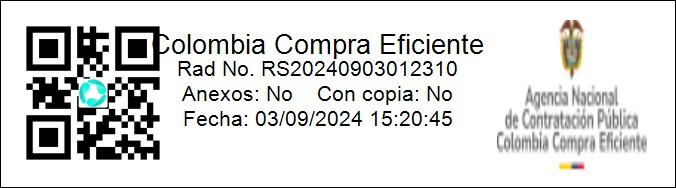 Colombia Compra Eficiente
Rad No. RS20240903012310
Anexos: No Con copia: No
Fecha: 03/09/2024 15:20:45
Agencia Nacional
de Contratación Pública
Colombia Compra Eficiente